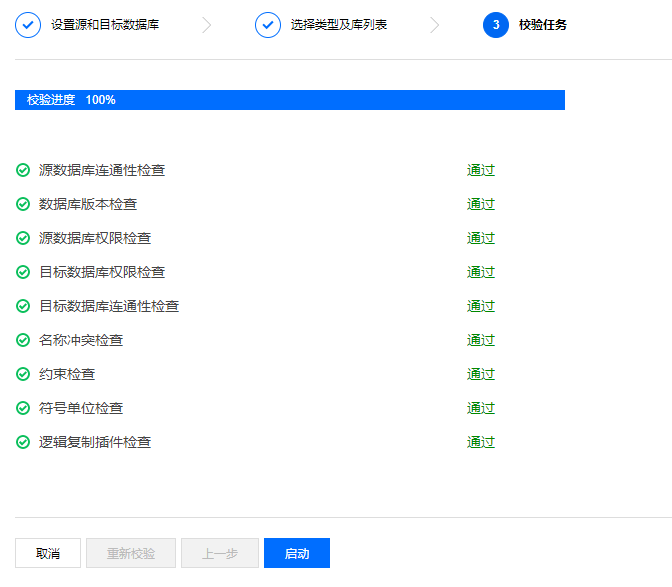 设置源和目标数据库 选择类型及库列表 3 校验任务
校验进度 100%
源数据库连通性检查 通过
数据库版本检查 通过
源数据库权限检查 通过
目标数据库权限检查 通过
目标数据库连通性检查 通过
名称冲突检查 通过
约束检查 通过
符号单位检查 通过
逻辑复制插件检查 通过
取消 重新校验 上一步 启动